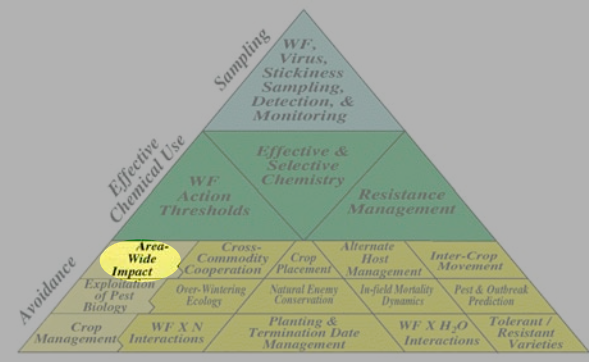 Sampling
WF,
Virus,
Stickiness
Sampling,
Detection, &
Monitoring
Effective
Chemical Use
WF
Action
Thresholds
Effective &
Selective
Chemistry
Resistance
Management
Avoidance
Area-
Wide
Impact
Cross-
Commodity
Cooperation
Crop
Placement
Alternate
Host
Management
Inter-Crop
Movement
Exploitation
of Pest
Biology
Over-Wintering
Ecology
Natural Enemy
Conservation
In-field Mortality
Dynamics
Pest & Outbreak
Prediction
Crop
Management
WF X N
Interactions
Planting &
Termination Date
Management
WF X H2O
Interactions
Tolerant /
Resistant
Varieties